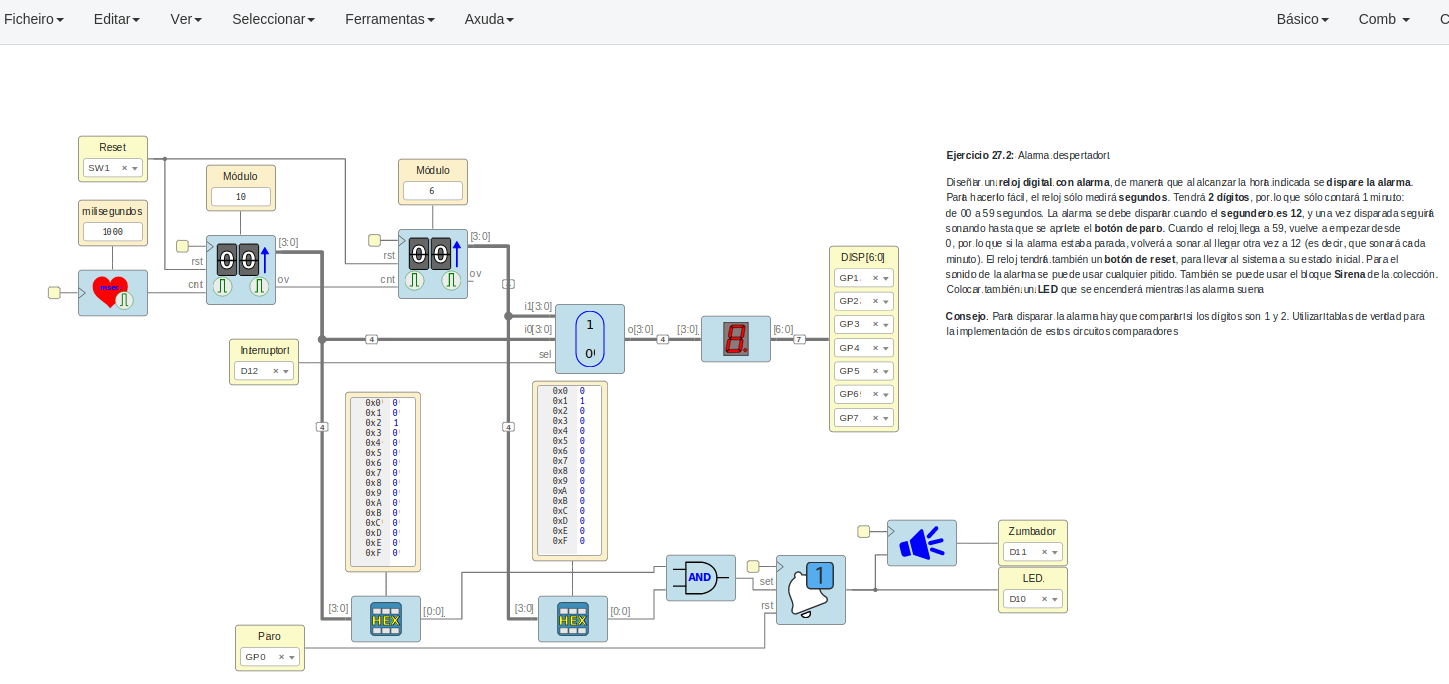 Ficheiro Editar Ver Seleccionar Ferramentas Axuda Básico Comb
Reset
SW1
milisegundos
1000
msec
Módulo
10
[3:0]
rst
cnt
ov
00
Módulo
6
[3:0]
rst
cnt
ov
00
Interruptor
D12
i1[3:0]
i0[3:0]
sel
1
0
o[3:0]
4
4
4
[3:0]
8.
[6:0]
7
DISP[6:0]
GP1
GP2
GP3
GP4
GP5
GP6
GP7
4
4
0x0 0
0x1 0
0x2 1
0x3 0
0x4 0
0x5 0
0x6 0
0x7 0
0x8 0
0x9 0
0xA 0
0xB 0
0xC 0
0xD 0
0xE 0
0xF 0
0x0 0
0x1 1
0x2 0
0x3 0
0x4 0
0x5 0
0x6 0
0x7 0
0x8 0
0x9 0
0xA 0
0xB 0
0xC 0
0xD 0
0xE 0
0xF 0
[3:0] HEX [0:0]
[3:0] HEX [0:0]
AND
set
rst
1
Paro
GP0
Zumbador
D11
LED
D10
Ejercicio 27.2: Alarma despertador
Diseñar un reloj digital con alarma, de manera que al alcanzar la hora indicada se dispare la alarma.
Para hacerlo fácil, el reloj sólo medirá segundos. Tendrá 2 dígitos, por lo que sólo contará 1 minuto:
de 00 a 59 segundos. La alarma se debe disparar cuando el segundero es 12, y una vez disparada seguirá
sonando hasta que se apriete el botón de paro. Cuando el reloj llega a 59, vuelve a empezar desde
0, por lo que si la alarma estaba parada, volverá a sonar al llegar otra vez a 12 (es decir, que sonará cada
minuto). El reloj tendrá también un botón de reset, para llevar al sistema a su estado inicial. Para el
sonido de la alarma se puede usar cualquier pitido. También se puede usar el bloque Sirena de la colección.
Colocar también un LED que se encenderá mientras las alarma suena
Consejo. Para disparar la alarma hay que comparar si los dígitos son 1 y 2. Utilizar tablas de verdad para
la implementación de estos circuitos comparadores